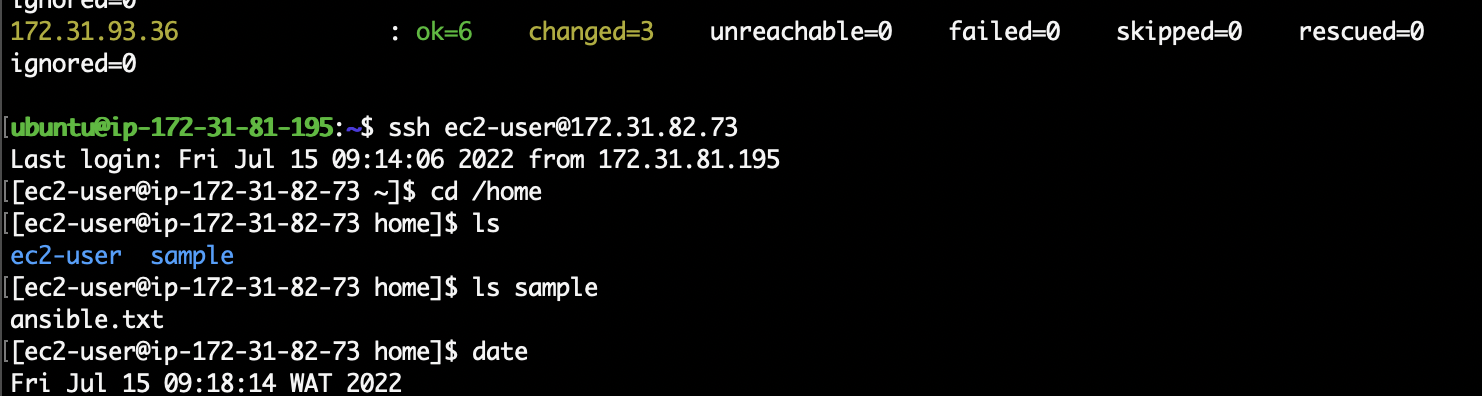 ignored=0
172.31.93.36 : ok=6 changed=3 unreachable=0 failed=0 skipped=0 rescued=0
ignored=0
[ubuntu@ip-172-31-81-195:~$ ssh ec2-user@172.31.82.73
Last login: Fri Jul 15 09:14:06 2022 from 172.31.81.195
[[ec2-user@ip-172-31-82-73 ~]$ cd /home
[[ec2-user@ip-172-31-82-73 home]$ ls
ec2-user sample
[[ec2-user@ip-172-31-82-73 home]$ ls sample
ansible.txt
[[ec2-user@ip-172-31-82-73 home]$ date
Fri Jul 15 09:18:14 WAT 2022